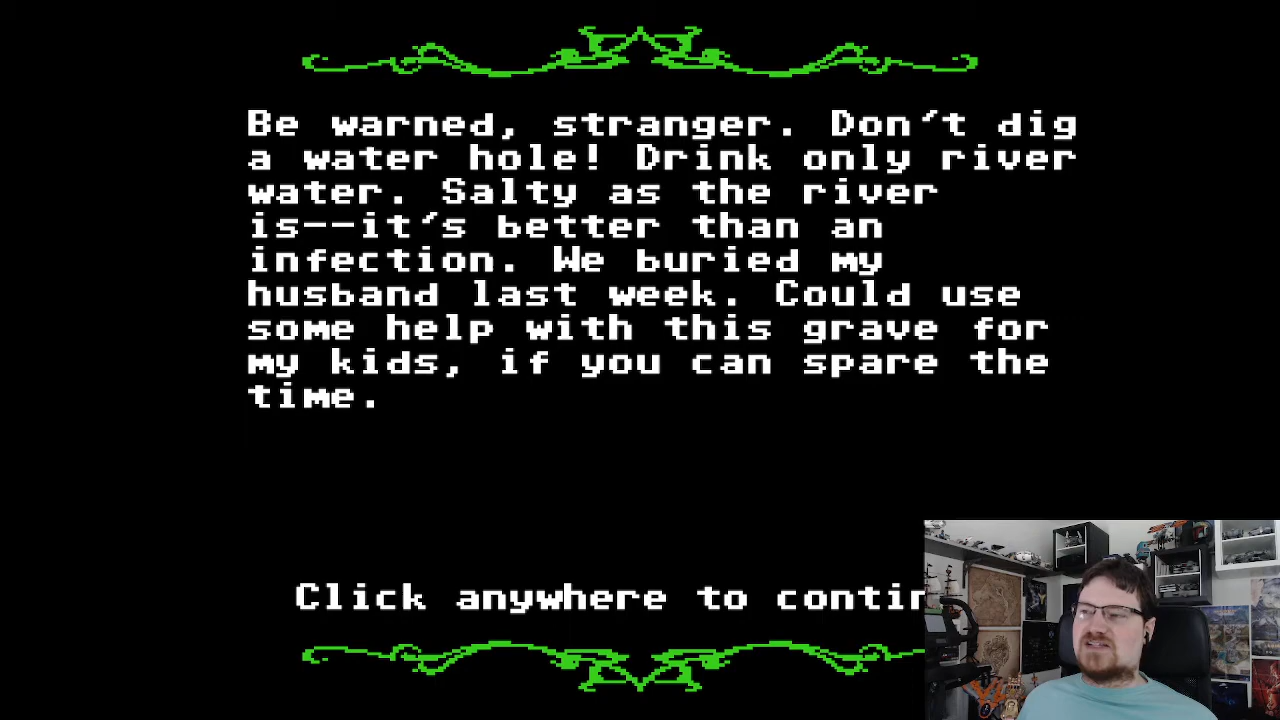 Be warned, stranger. Don't dig
a water hole! Drink only river
water. Salty as the river
is--it's better than an
infection. We buried my
husband last week. Could use
some help with this grave for
my kids, if you can spare the
time.
Click anywhere to contin